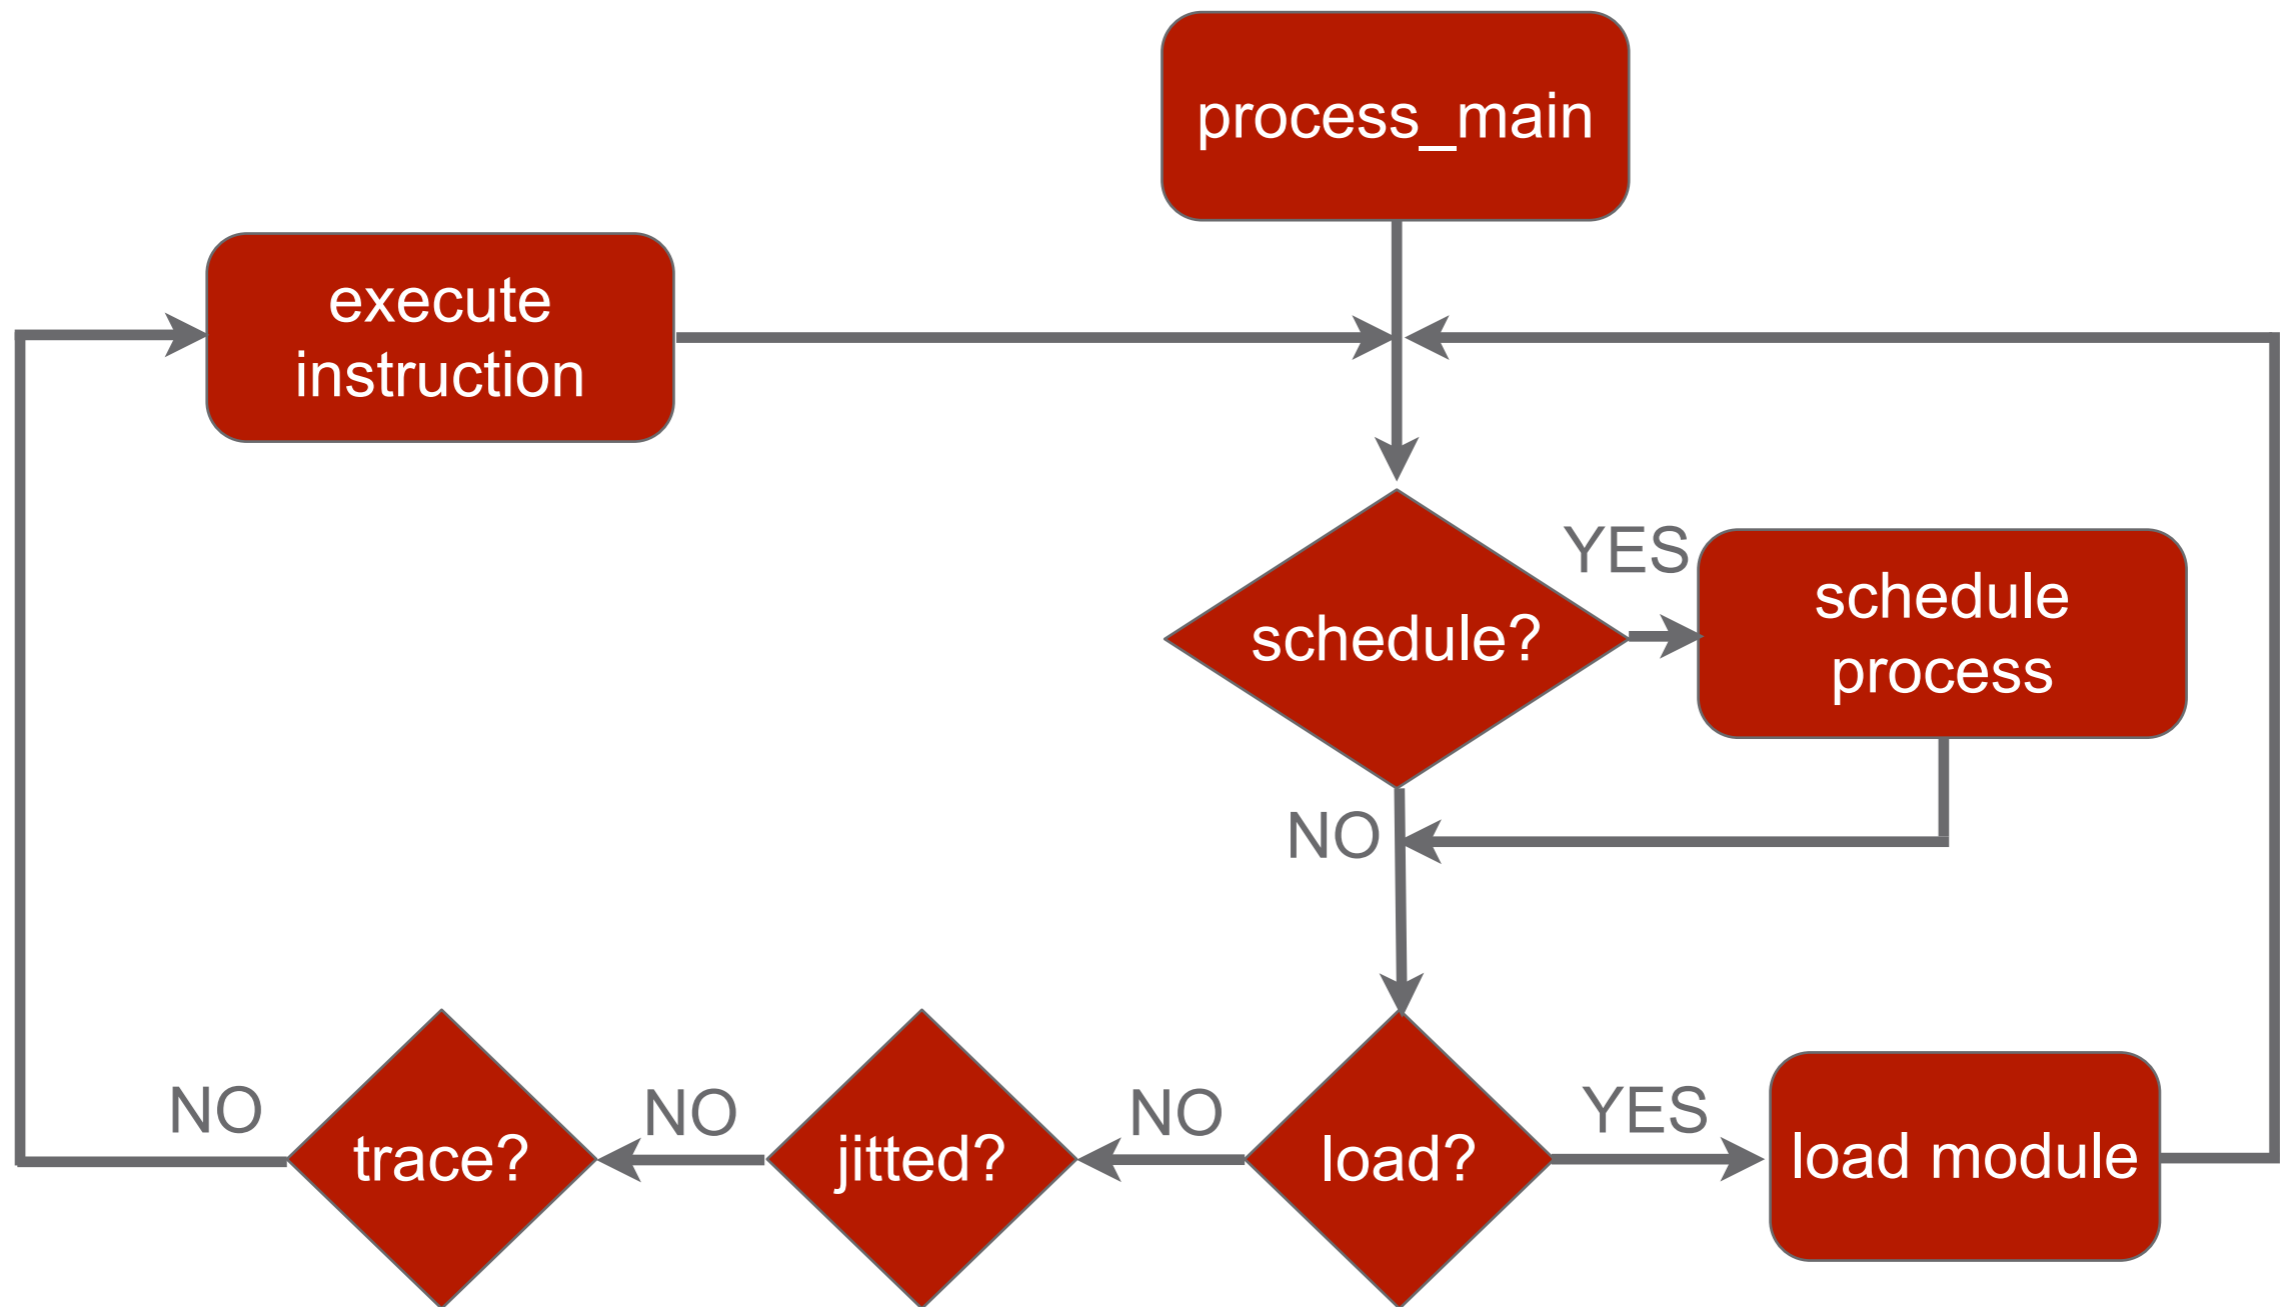 process_main
execute
instruction
YES
schedule?
schedule
process
NO
NO
trace?
NO
jitted?
NO
load?
YES
load module